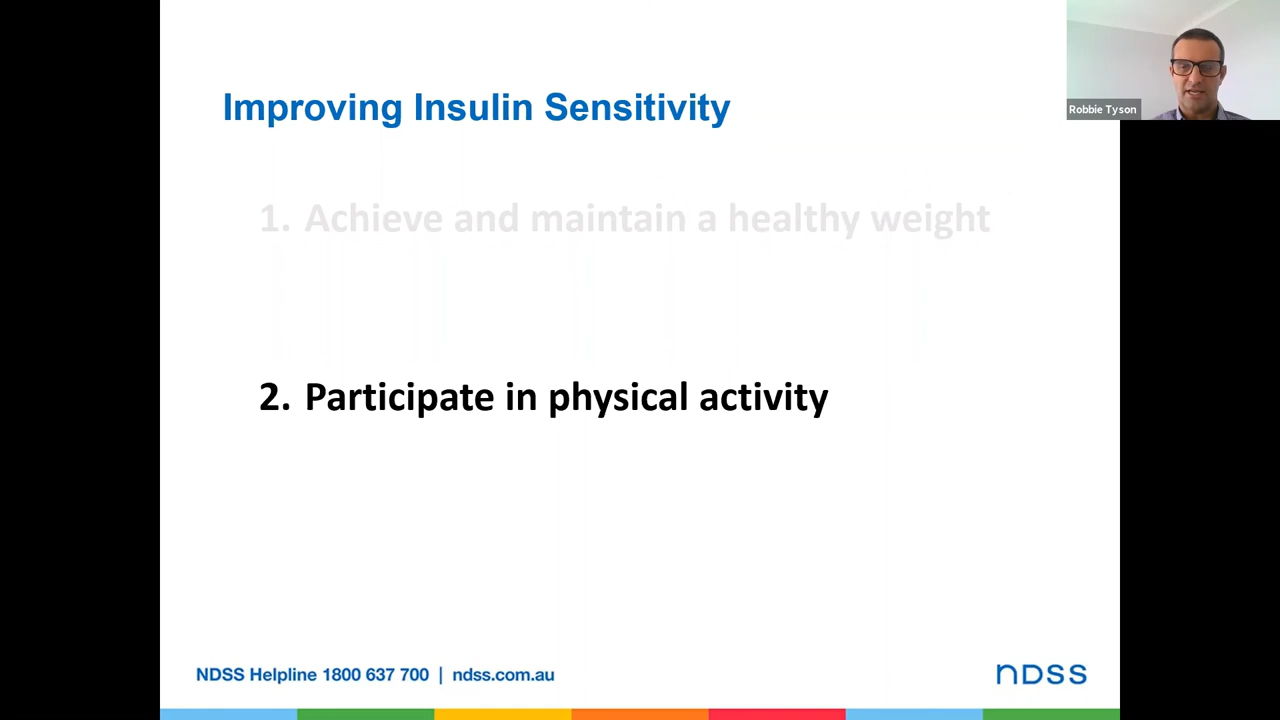 Improving Insulin Sensitivity
Robbie Tyson
1. Achieve and maintain a healthy weight
2. Participate in physical activity
NDSS Helpline 1800 637 700 | ndss.com.au
nDSS